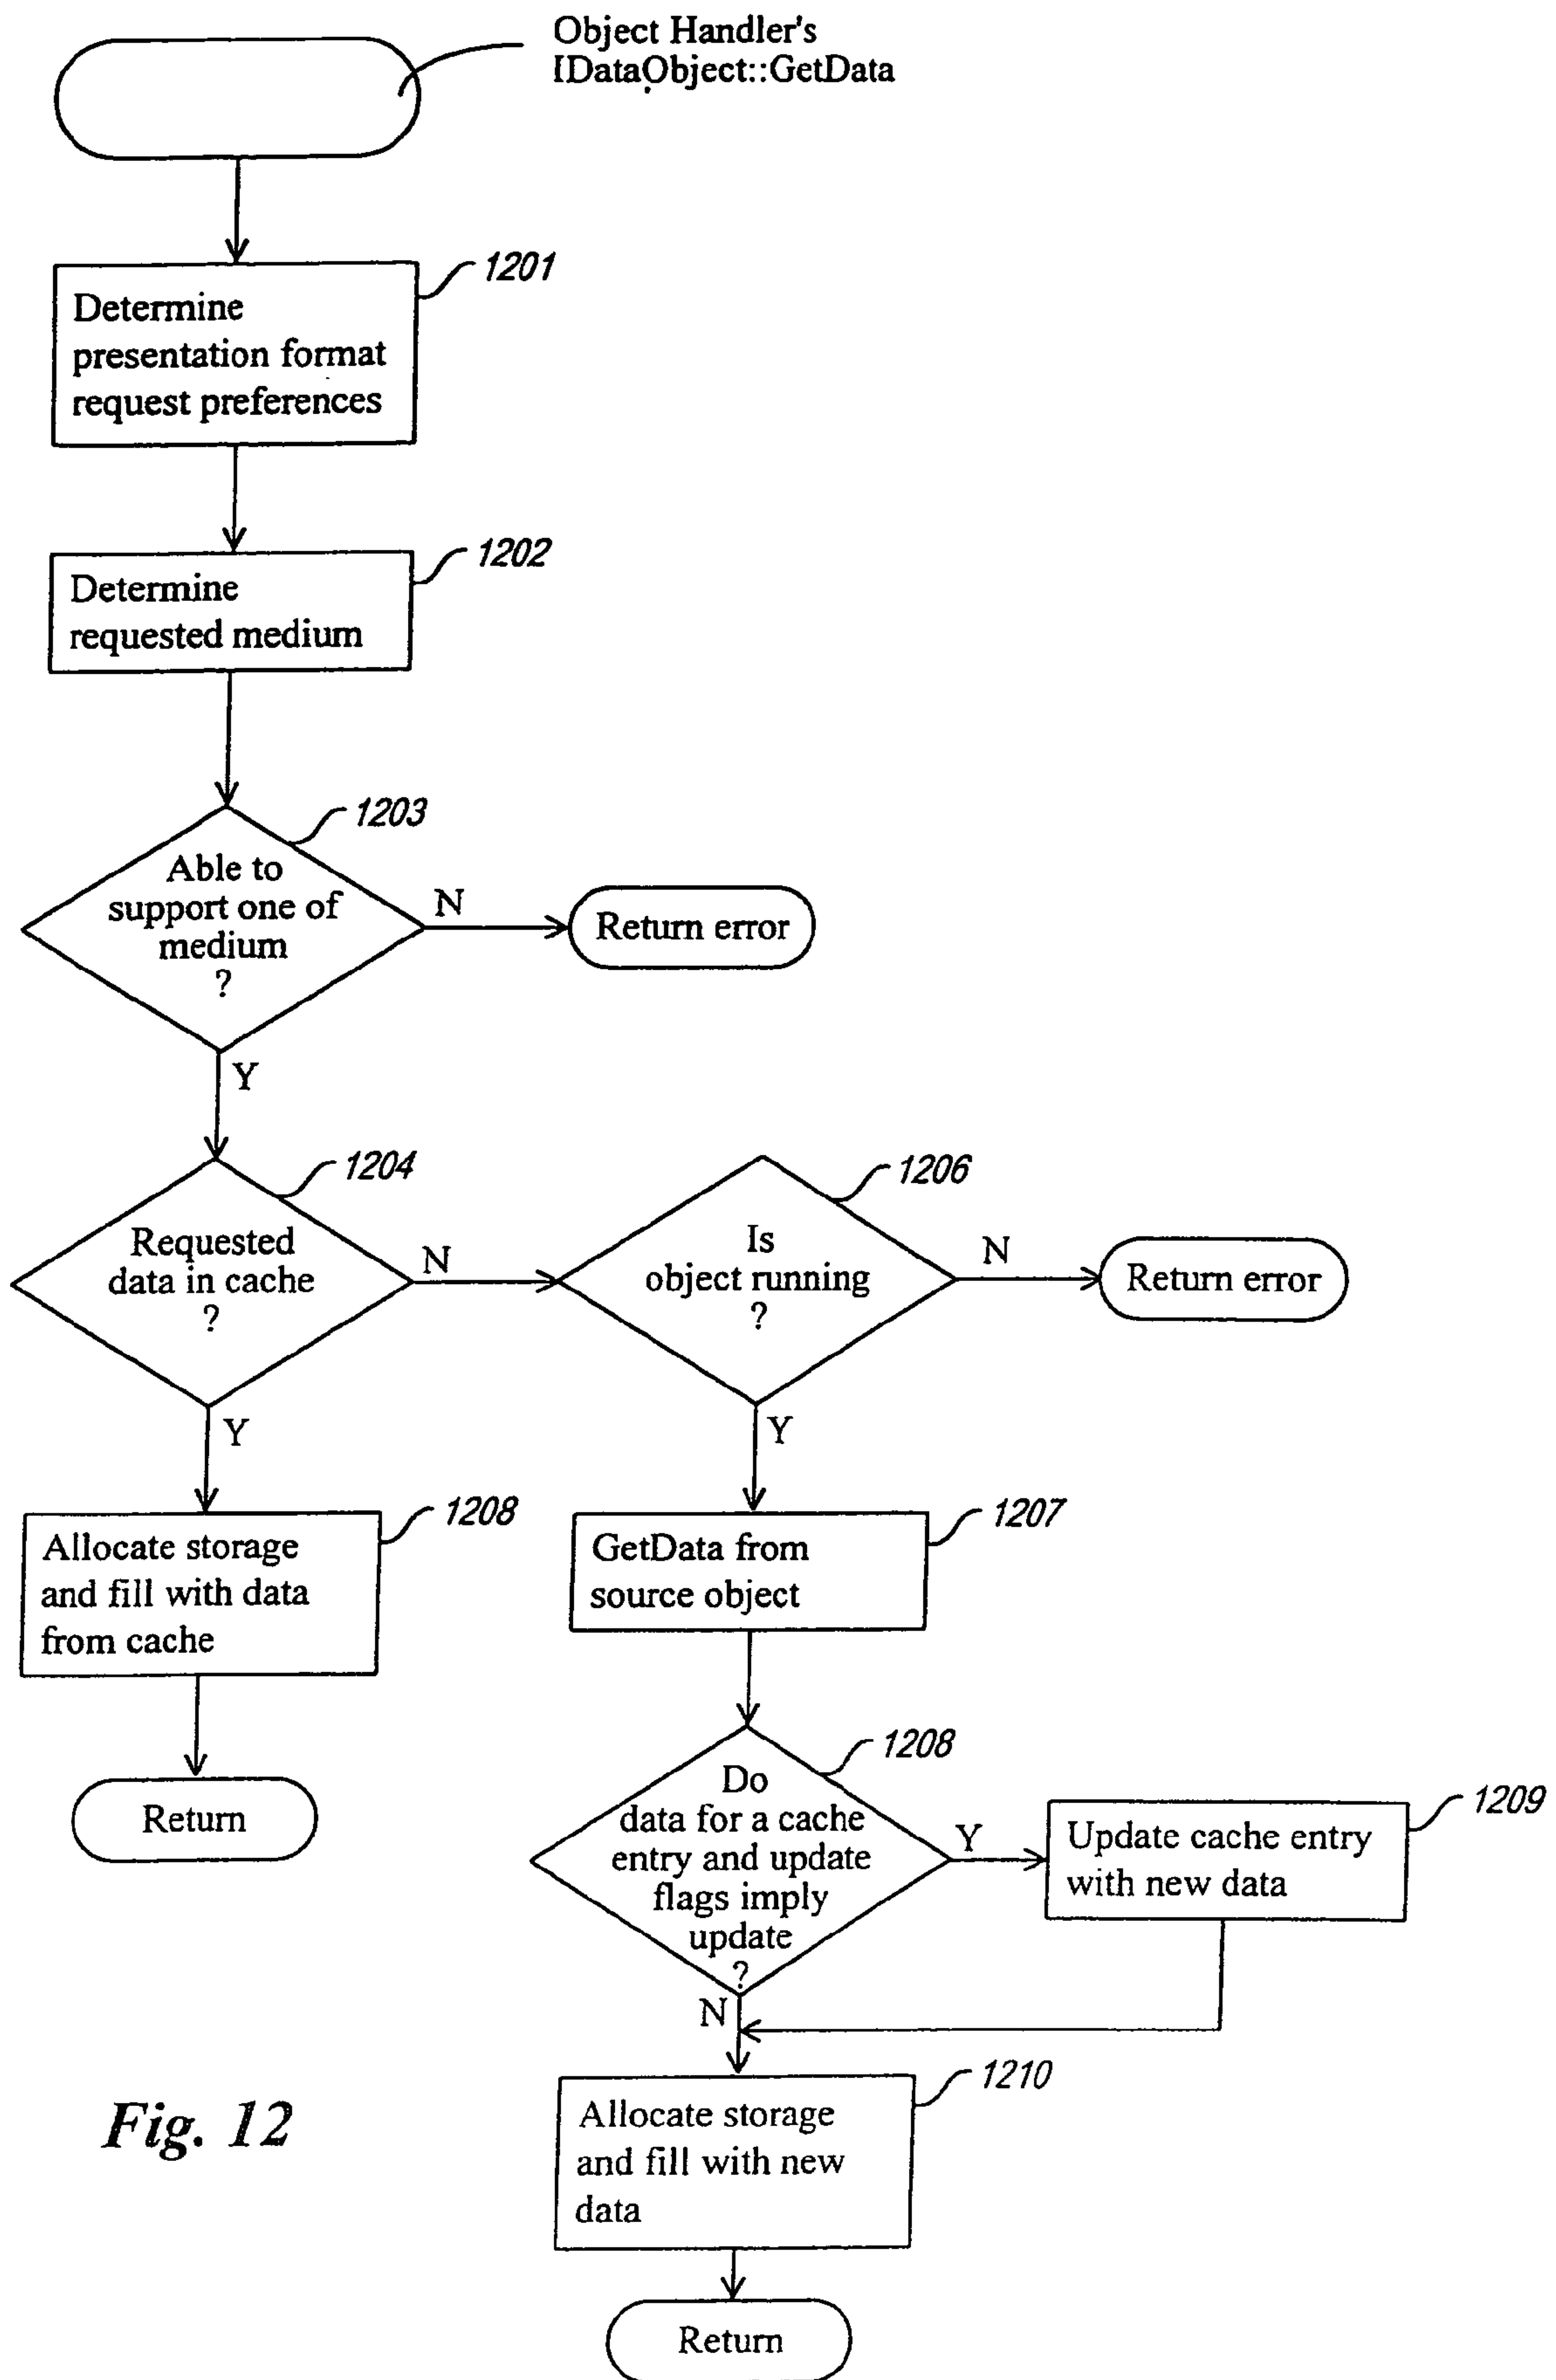 Object Handler's
IDataObject::GetData
1201
Determine
presentation format
request preferences
1202
Determine
requested medium
1203
Able to
support one of
medium
?
N
Return error
Y
1204
Requested
data in cache
?
N
1206
Is
object running
?
N
Return error
Y
Y
1208
Allocate storage
and fill with data
from cache
Return
1207
GetData from
source object
1208
Do
data for a cache
entry and update
flags imply
update
?
Y
1209
Update cache entry
with new data
N
1210
Allocate storage
and fill with new
data
Return
Fig. 12